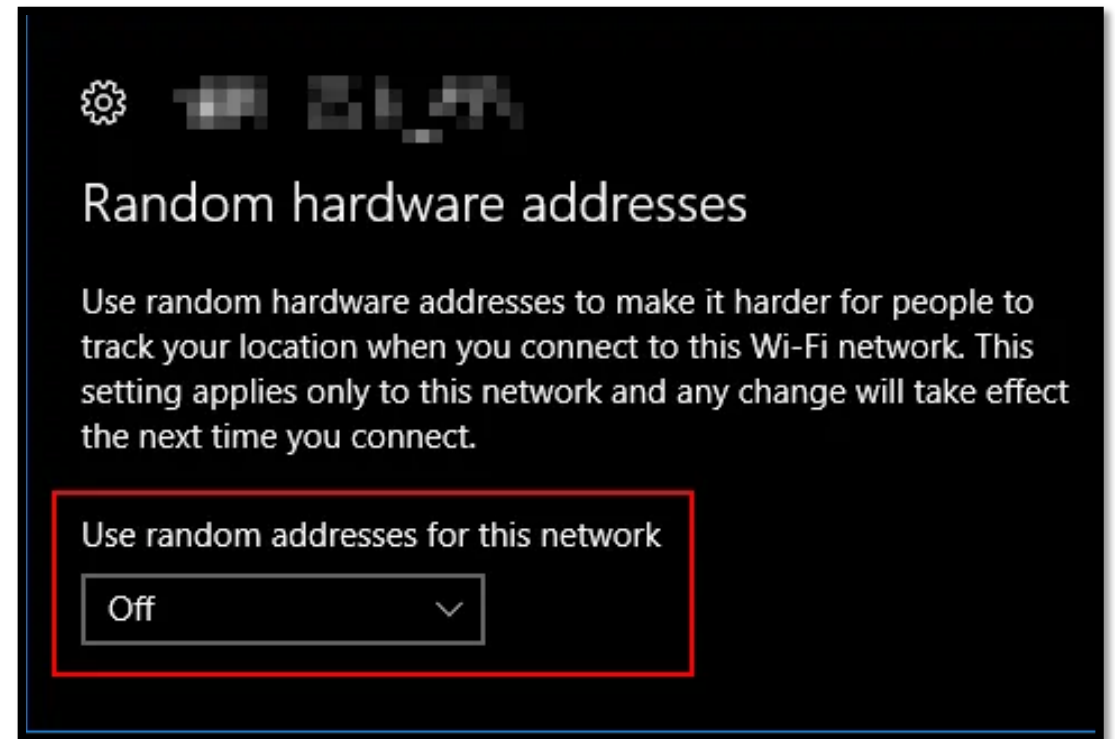 Random hardware addresses
Use random hardware addresses to make it harder for people to
track your location when you connect to this Wi-Fi network. This
setting applies only to this network and any change will take effect
the next time you connect.
Use random addresses for this network
Off